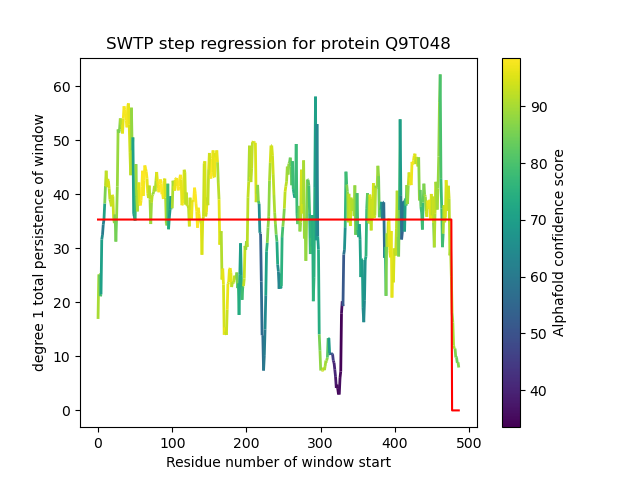 SWTP step regression for protein Q9T048
degree 1 total persistence of window
60
50
40
30
20
10
0
0 100 200 300 400 500
Residue number of window start
90
80
70
60
50
40
Alphafold confidence score